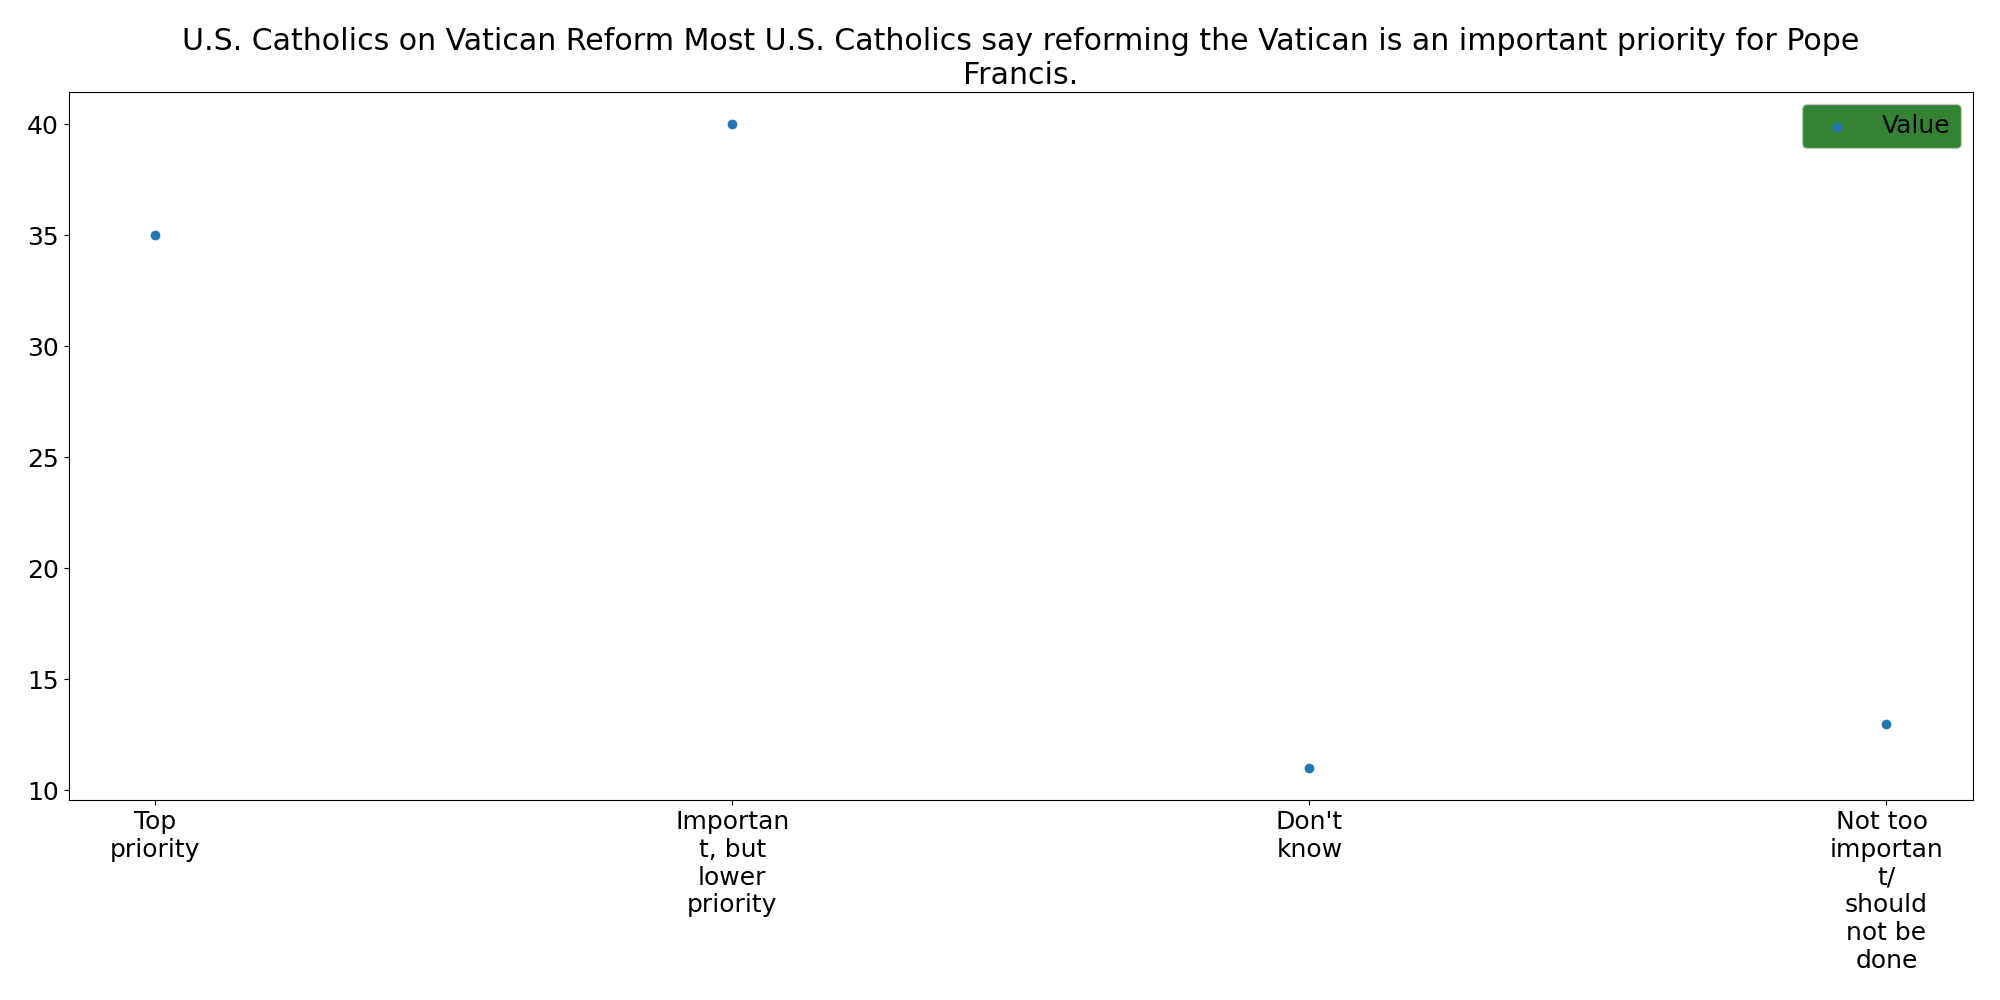 U.S. Catholics on Vatican Reform Most U.S. Catholics say reforming the Vatican is an important priority for Pope
Francis.
Value
40
35
30
25
20
15
10
Top
priority
Importan
t, but
lower
priority
Don't
know
Not too
importan
t/
should
not be
done